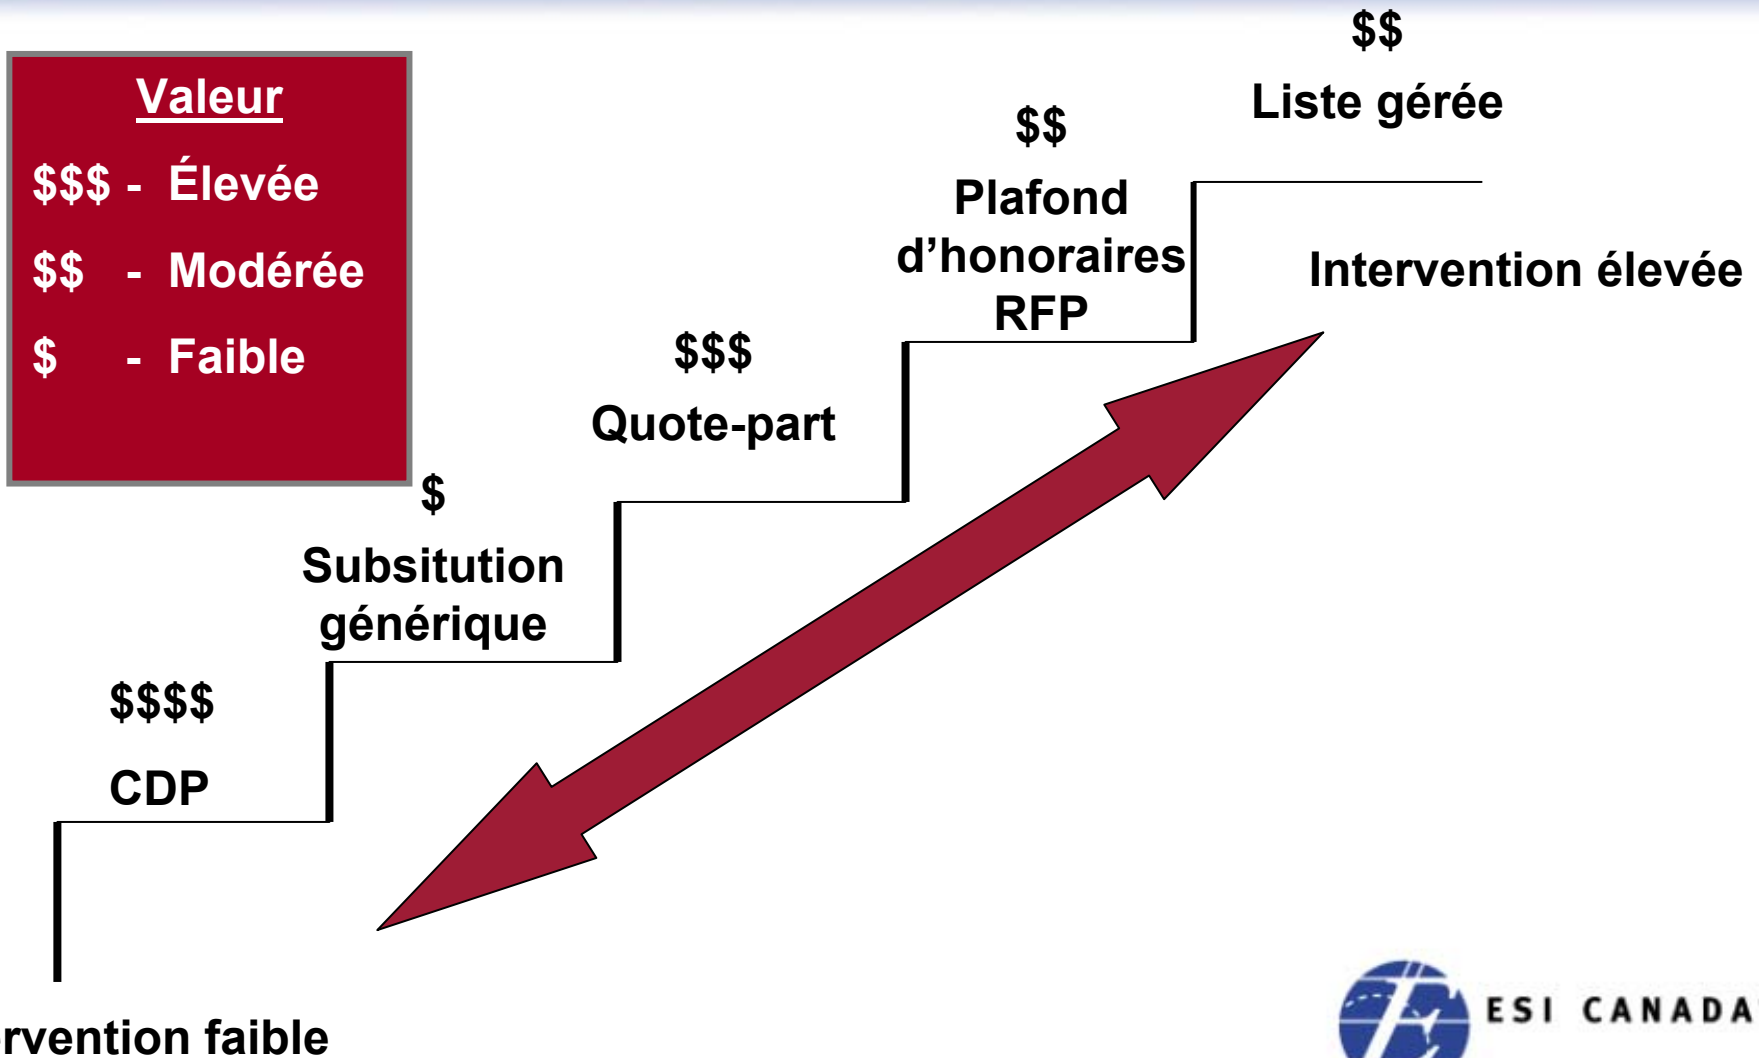 Valeur
$$$ - Élevée
$$ - Modérée
$ - Faible
$$
Liste gérée
$$
Plafond
d'honoraires
RFP
Intervention élevée
$$$
Quote-part
$
Subsitution
générique
$$$$
CDP
rvention faible
ESI CANADA